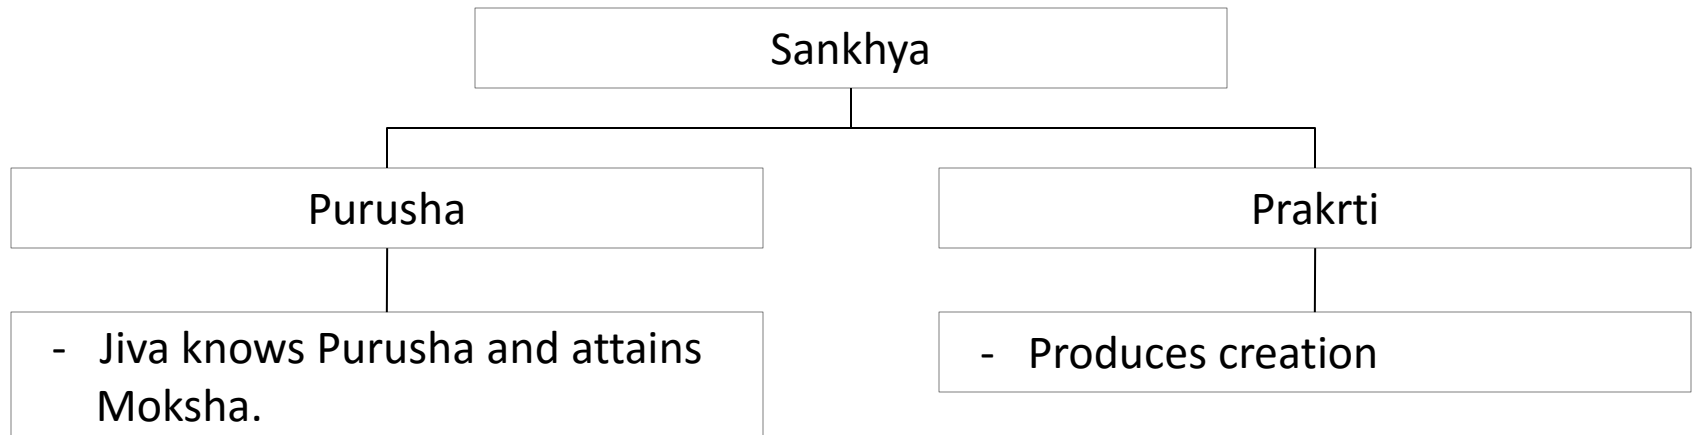 Sankhya
Purusha
Prakrti
- Jiva knows Purusha and attains
Moksha.
- Produces creation